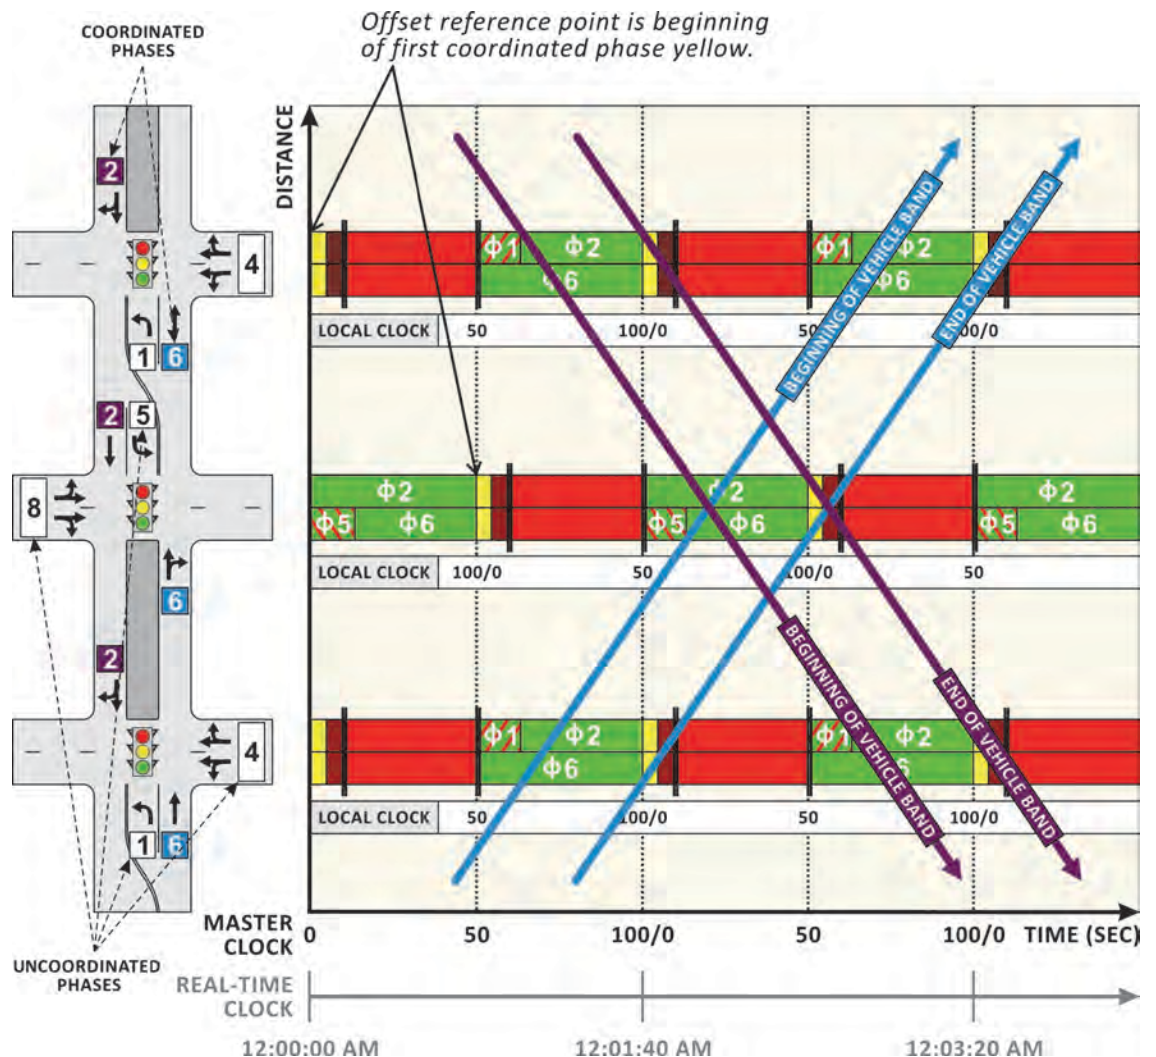 COORDINATED
PHASES
Offset reference point is beginning
of first coordinated phase yellow.
DISTANCE
2
4
1
6
Φ1
Φ2
Φ6
Φ1
Φ2
Φ6
LOCAL CLOCK 50 100/0
BEGINNING OF VEHICLE BAND
END OF VEHICLE BAND
2
5
8
6
Φ2
Φ5
Φ6
Φ2
Φ5
Φ6
Φ2
Φ5
Φ6
LOCAL CLOCK 100/0 50 100/0 50
2
4
1
6
Φ1
Φ2
Φ6
Φ2
LOCAL CLOCK 50 100/0 50 100/0
BEGINNING OF VEHICLE BAND
END OF VEHICLE BAND
UNCOORDINATED
PHASES
MASTER
CLOCK
0 50 100/0 50 100/0 TIME (SEC)
REAL-TIME
CLOCK
12:00:00 AM 12:01:40 AM 12:03:20 AM